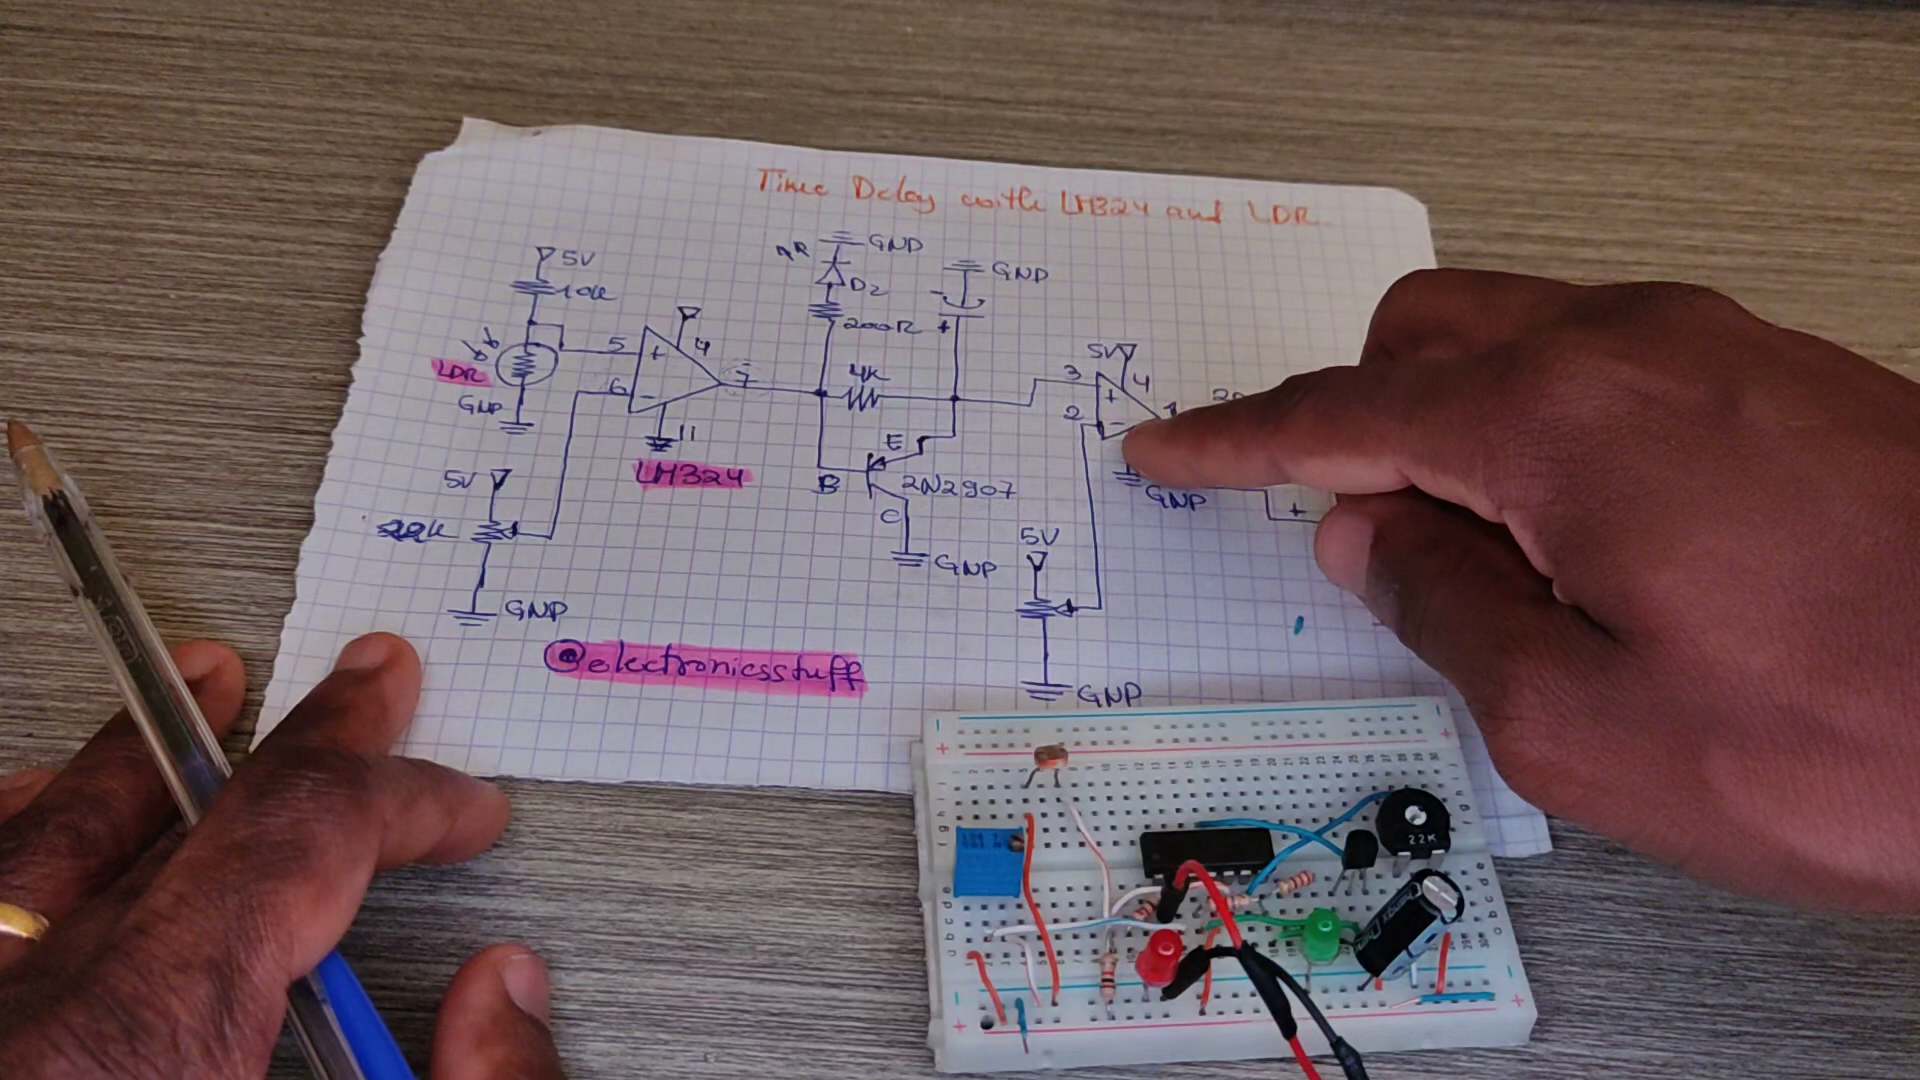 Time Delay with LM324 and LDR
5V
10k
LDR
GND
5
6
+
-
4
7
11
LM324
5V
GND
GND
D2
200R
GND
-
+
4K
B
E
C
2N2907
GND
5V
3
2
+
-
4
1
GND
+
5V
GND
@electronicsstuff
22K